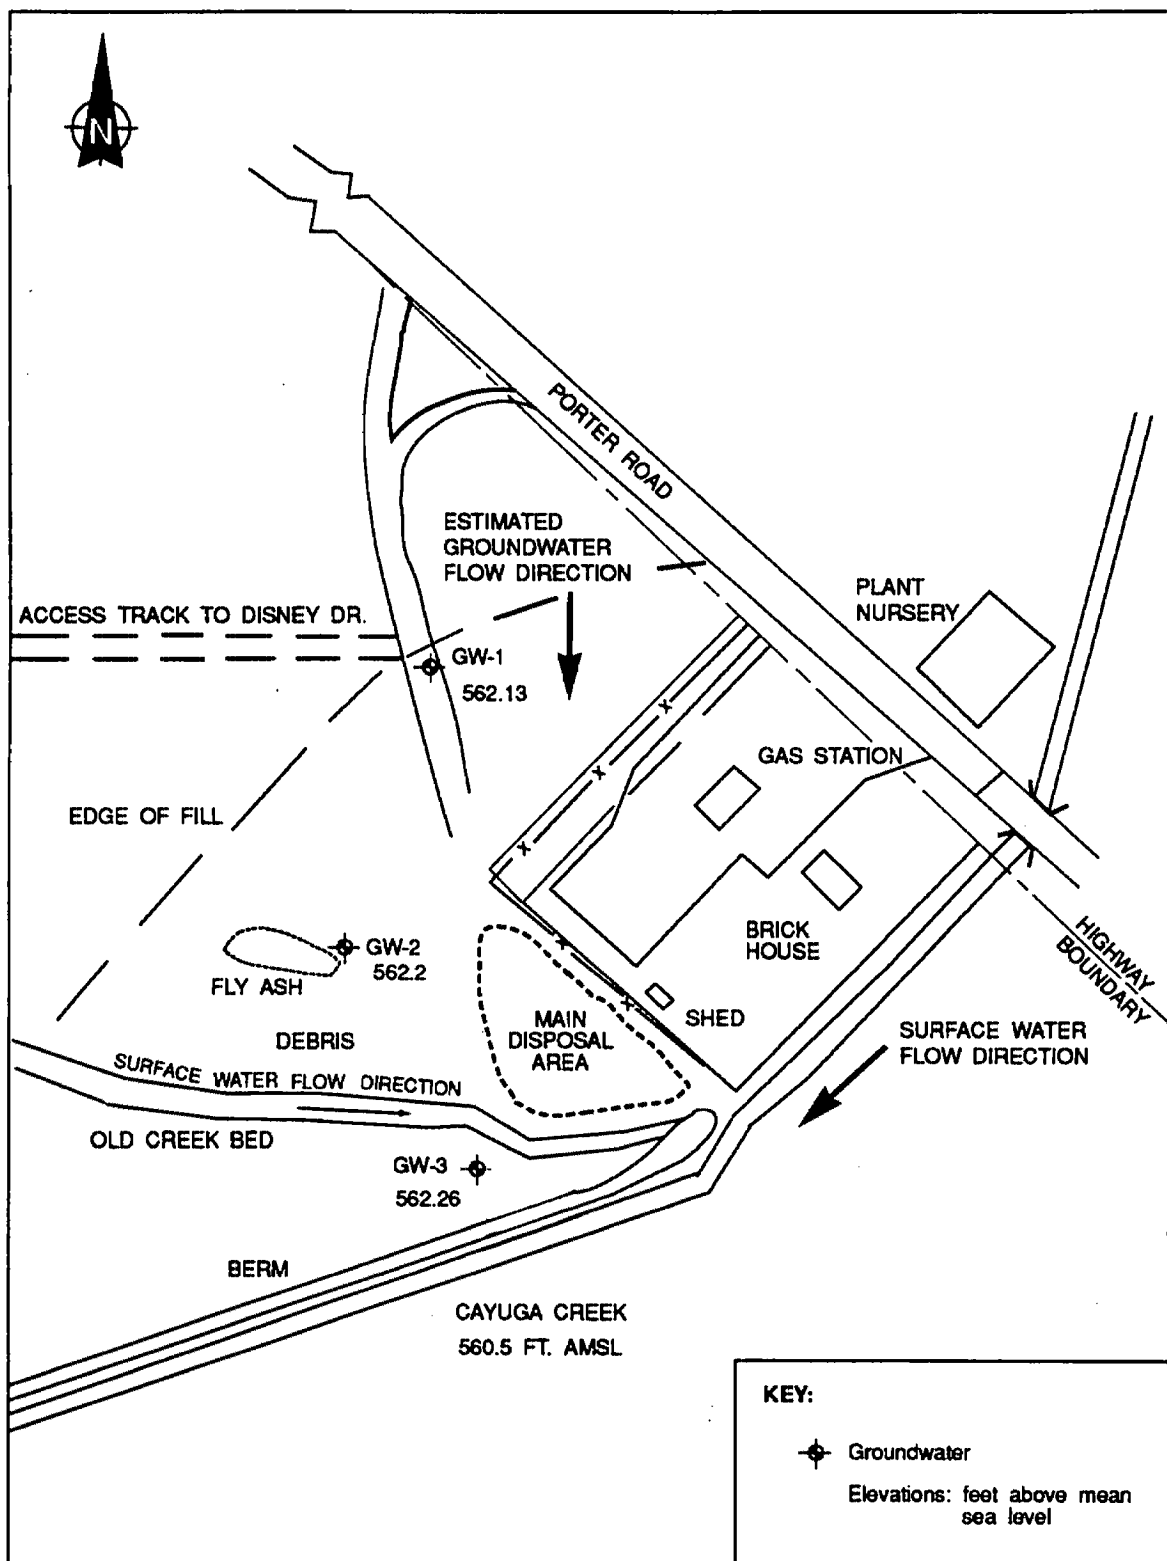 N
PORTER ROAD
ESTIMATED
GROUNDWATER
FLOW DIRECTION
PLANT
NURSERY
ACCESS TRACK TO DISNEY DR.
GW-1
562.13
GAS STATION
EDGE OF FILL
BRICK
HOUSE
HIGHWAY
BOUNDARY
GW-2
562.2
FLY ASH
MAIN
DISPOSAL
AREA
SHED
DEBRIS
SURFACE WATER
FLOW DIRECTION
SURFACE WATER FLOW DIRECTION
OLD CREEK BED
GW-3
562.26
BERM
CAYUGA CREEK
560.5 FT. AMSL
KEY:
Groundwater
Elevations: feet above mean
sea level